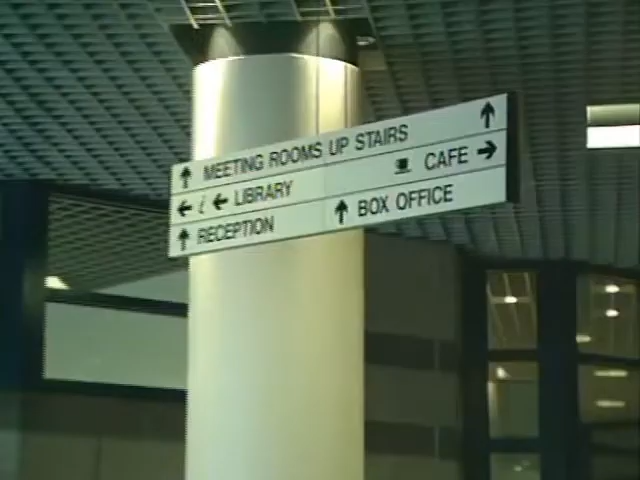 MEETING ROOMS UP STAIRS
i LIBRARY CAFE
RECEPTION BOX OFFICE